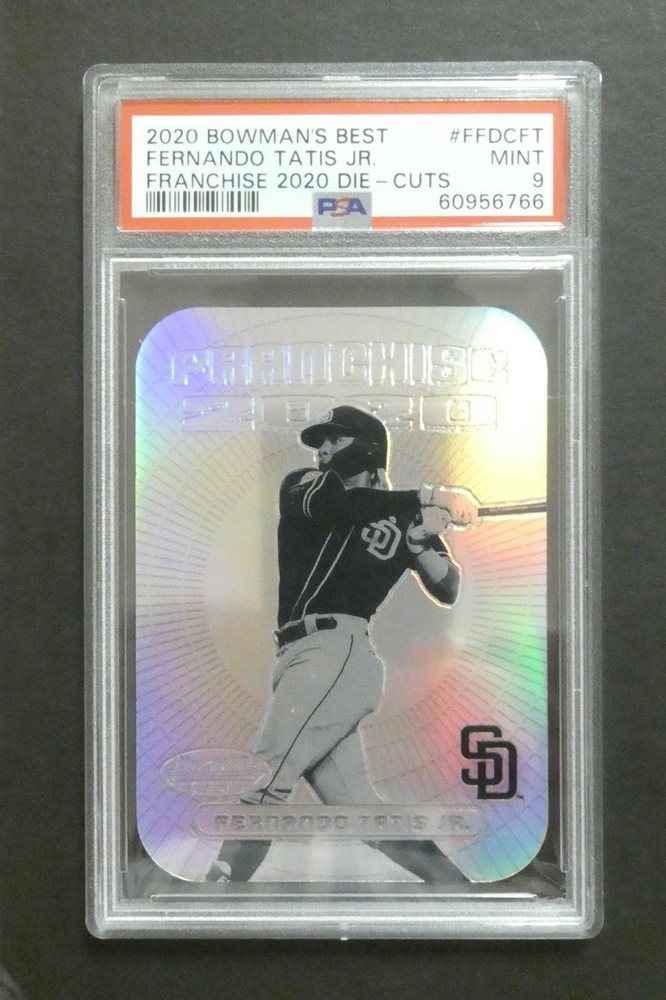 2020 BOWMAN'S BEST #FFDCFT
FERNANDO TATIS JR. MINT
FRANCHISE 2020 DIE-CUTS 9
PSA 60956766
FRANCHISE
2020
SD
SD
TM
FERNANDO TATIS JR.